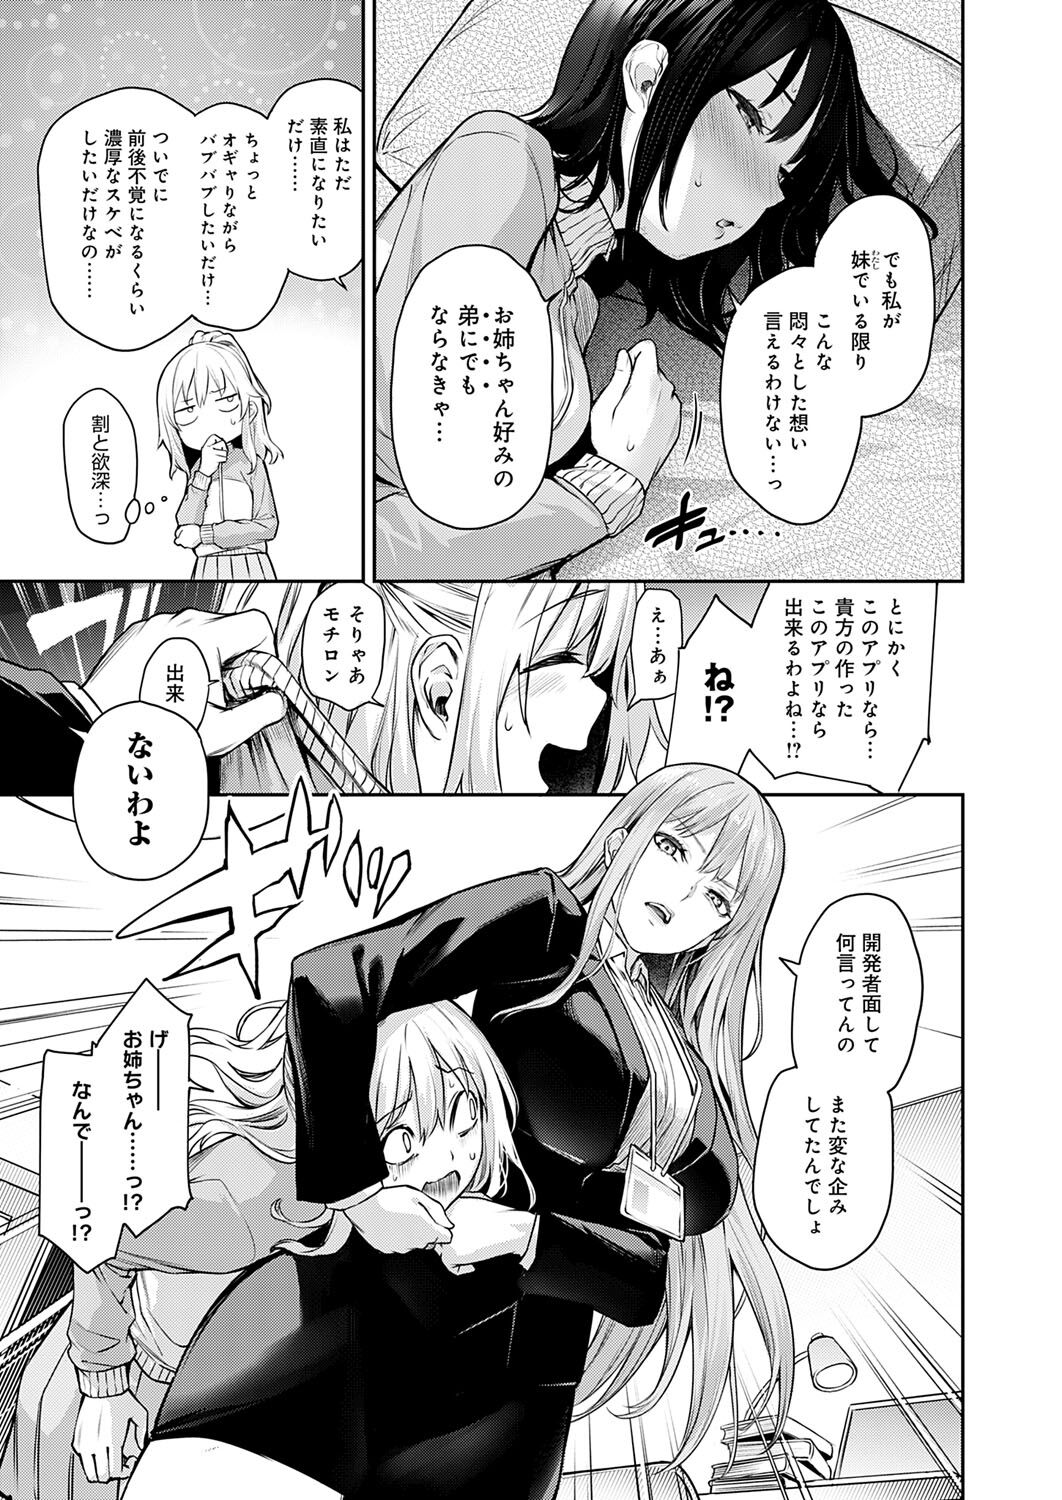 でも私が
妹でいる限り
わたし
こんな
悶々とした想い
言えるわけない…っ
お姉ちゃん好みの
弟にでも
ならなきゃ…
キュ‥‥
私はただ
素直になりたい
だけ……
ちょっと
オギャりながら
バブバブしたいだけ…
ついでに
前後不覚になるくらい
濃厚なスケベが
したいだけなの……
割と欲深…っ
とにかく
このアプリなら…
貴方の作った
このアプリなら
出来るわよね…!?
ね!?
え…あぁ
そりゃあ
モチロン
出来
ないわよ
開発者面して
何言ってんの
また変な企み
してたんでしょ
げ――
お姉ちゃん……っ!?
なんで――っ!?